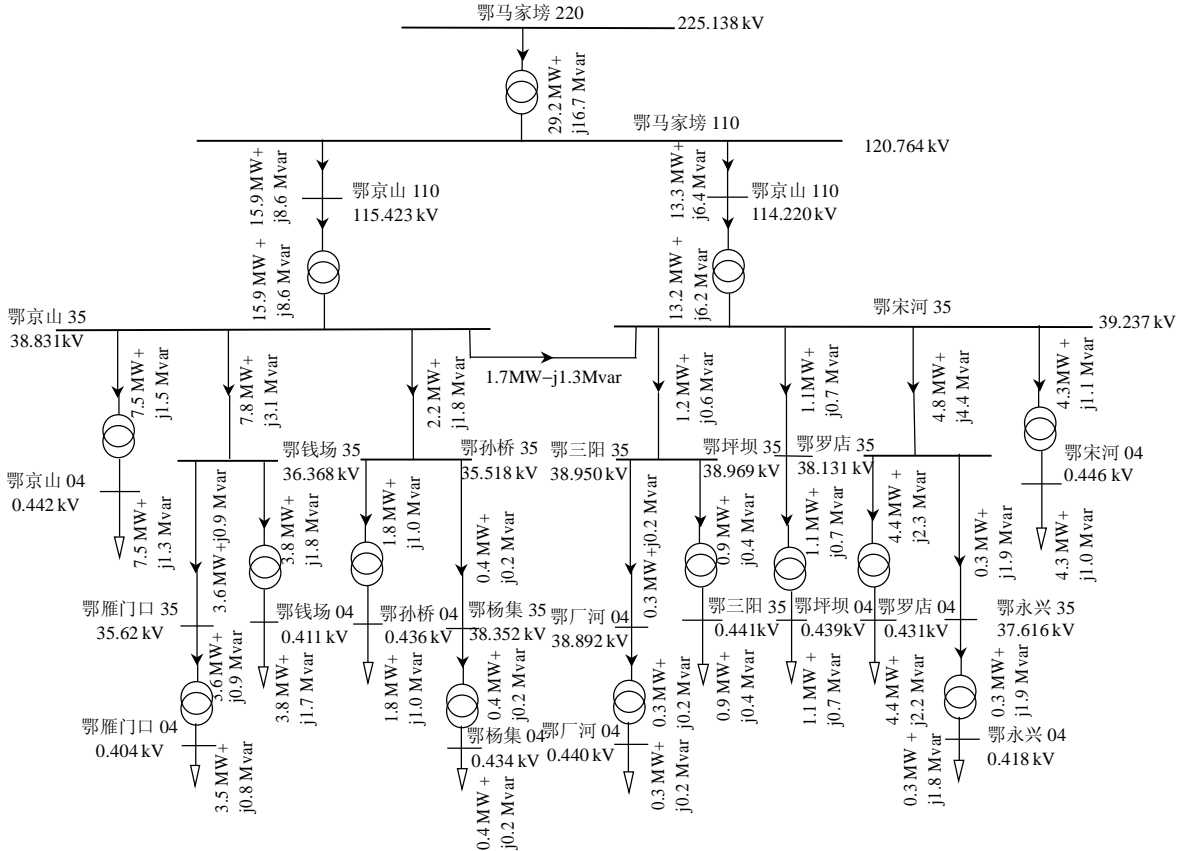 鄂马家塝 220
225.138 kV
29.2 MW+
j16.7 Mvar
鄂马家塝 110
120.764 kV
15.9 MW+
j8.6 Mvar
鄂京山 110
115.423 kV
13.3 MW+
j6.4 Mvar
鄂京山 110
114.220 kV
15.9 MW +
j8.6 Mvar
13.2 MW +
j6.2 Mvar
鄂京山 35
38.831kV
鄂宋河 35
39.237 kV
7.5 MW+
j1.5 Mvar
7.8 MW+
j3.1 Mvar
2.2 MW+
j1.8 Mvar
1.7MW−j1.3Mvar
1.2 MW+
j0.6 Mvar
1.1MW+
j0.7 Mvar
4.8 MW+
j4.4 Mvar
4.3MW+
j1.1 Mvar
鄂京山 04
0.442 kV
7.5 MW+
j1.3 Mvar
鄂钱场 35
36.368 kV
鄂孙桥 35
35.518 kV
鄂三阳 35
38.950 kV
鄂坪坝 35
38.969 kV
鄂罗店 35
38.131 kV
鄂宋河 04
0.446 kV
4.3 MW+
j1.0 Mvar
3.6 MW+j0.9 Mvar
3.8 MW+
j1.8 Mvar
1.8 MW+
j1.0 Mvar
0.4 MW+
j0.2 Mvar
0.3 MW+j0.2 Mvar
0.9 MW+
j0.4 Mvar
1.1 MW+
j0.7 Mvar
4.4 MW+
j2.3 Mvar
0.3 MW+
j1.9 Mvar
鄂雁门口 35
35.62 kV
鄂钱场 04
0.411 kV
鄂孙桥 04
0.436 kV
鄂杨集 35
38.352 kV
鄂厂河 04
38.892 kV
鄂三阳 35
0.441kV
鄂坪坝 04
0.439 kV
鄂罗店 04
0.431kV
鄂永兴 35
37.616 kV
3.6 MW+
j0.9 Mvar
3.8 MW+
j1.7 Mvar
1.8 MW+
j1.0 Mvar
0.4 MW+
j0.2 Mvar
0.3 MW+
j0.2 Mvar
0.9 MW+
j0.4 Mvar
1.1 MW+
j0.7 Mvar
4.4 MW+
j2.2 Mvar
0.3 MW+
j1.9 Mvar
鄂雁门口 04
0.404 kV
鄂杨集 04
0.434 kV
鄂厂河 04
0.440 kV
鄂永兴 04
0.418 kV
3.5 MW+
j0.8 Mvar
0.4 MW +
j0.2 Mvar
0.3 MW+
j0.2 Mvar
0.3 MW +
j1.8 Mvar